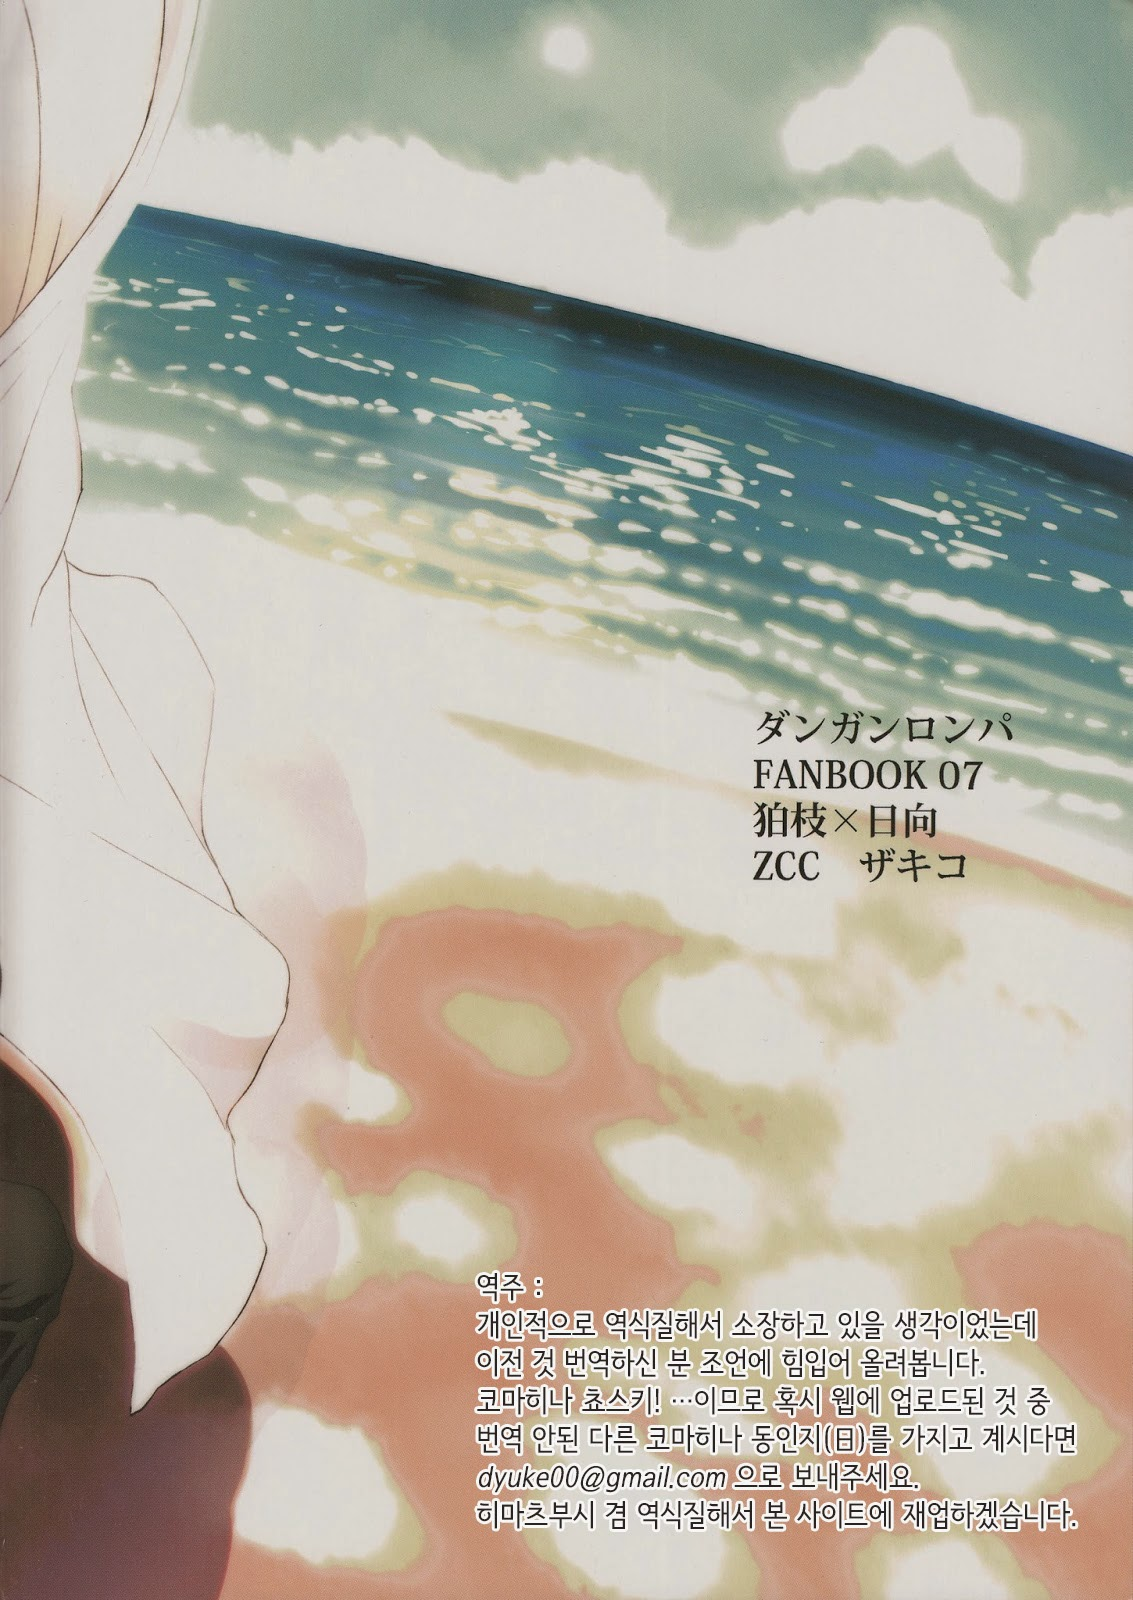 ダンガンロンパ
FANBOOK 07
狛枝×日向
ZCC　ザキコ
역주 :
개인적으로 역식질해서 소장하고 있을 생각이었는데
이전 것 번역하신 분 조언에 힘입어 올려봅니다.
코마히나 쵸스키! …이므로 혹시 웹에 업로드된 것 중
번역 안된 다른 코마히나 동인지(日)를 가지고 계시다면
dyuke00@gmail.com 으로 보내주세요.
히마츠부시 겸 역식질해서 본 사이트에 재업하겠습니다.